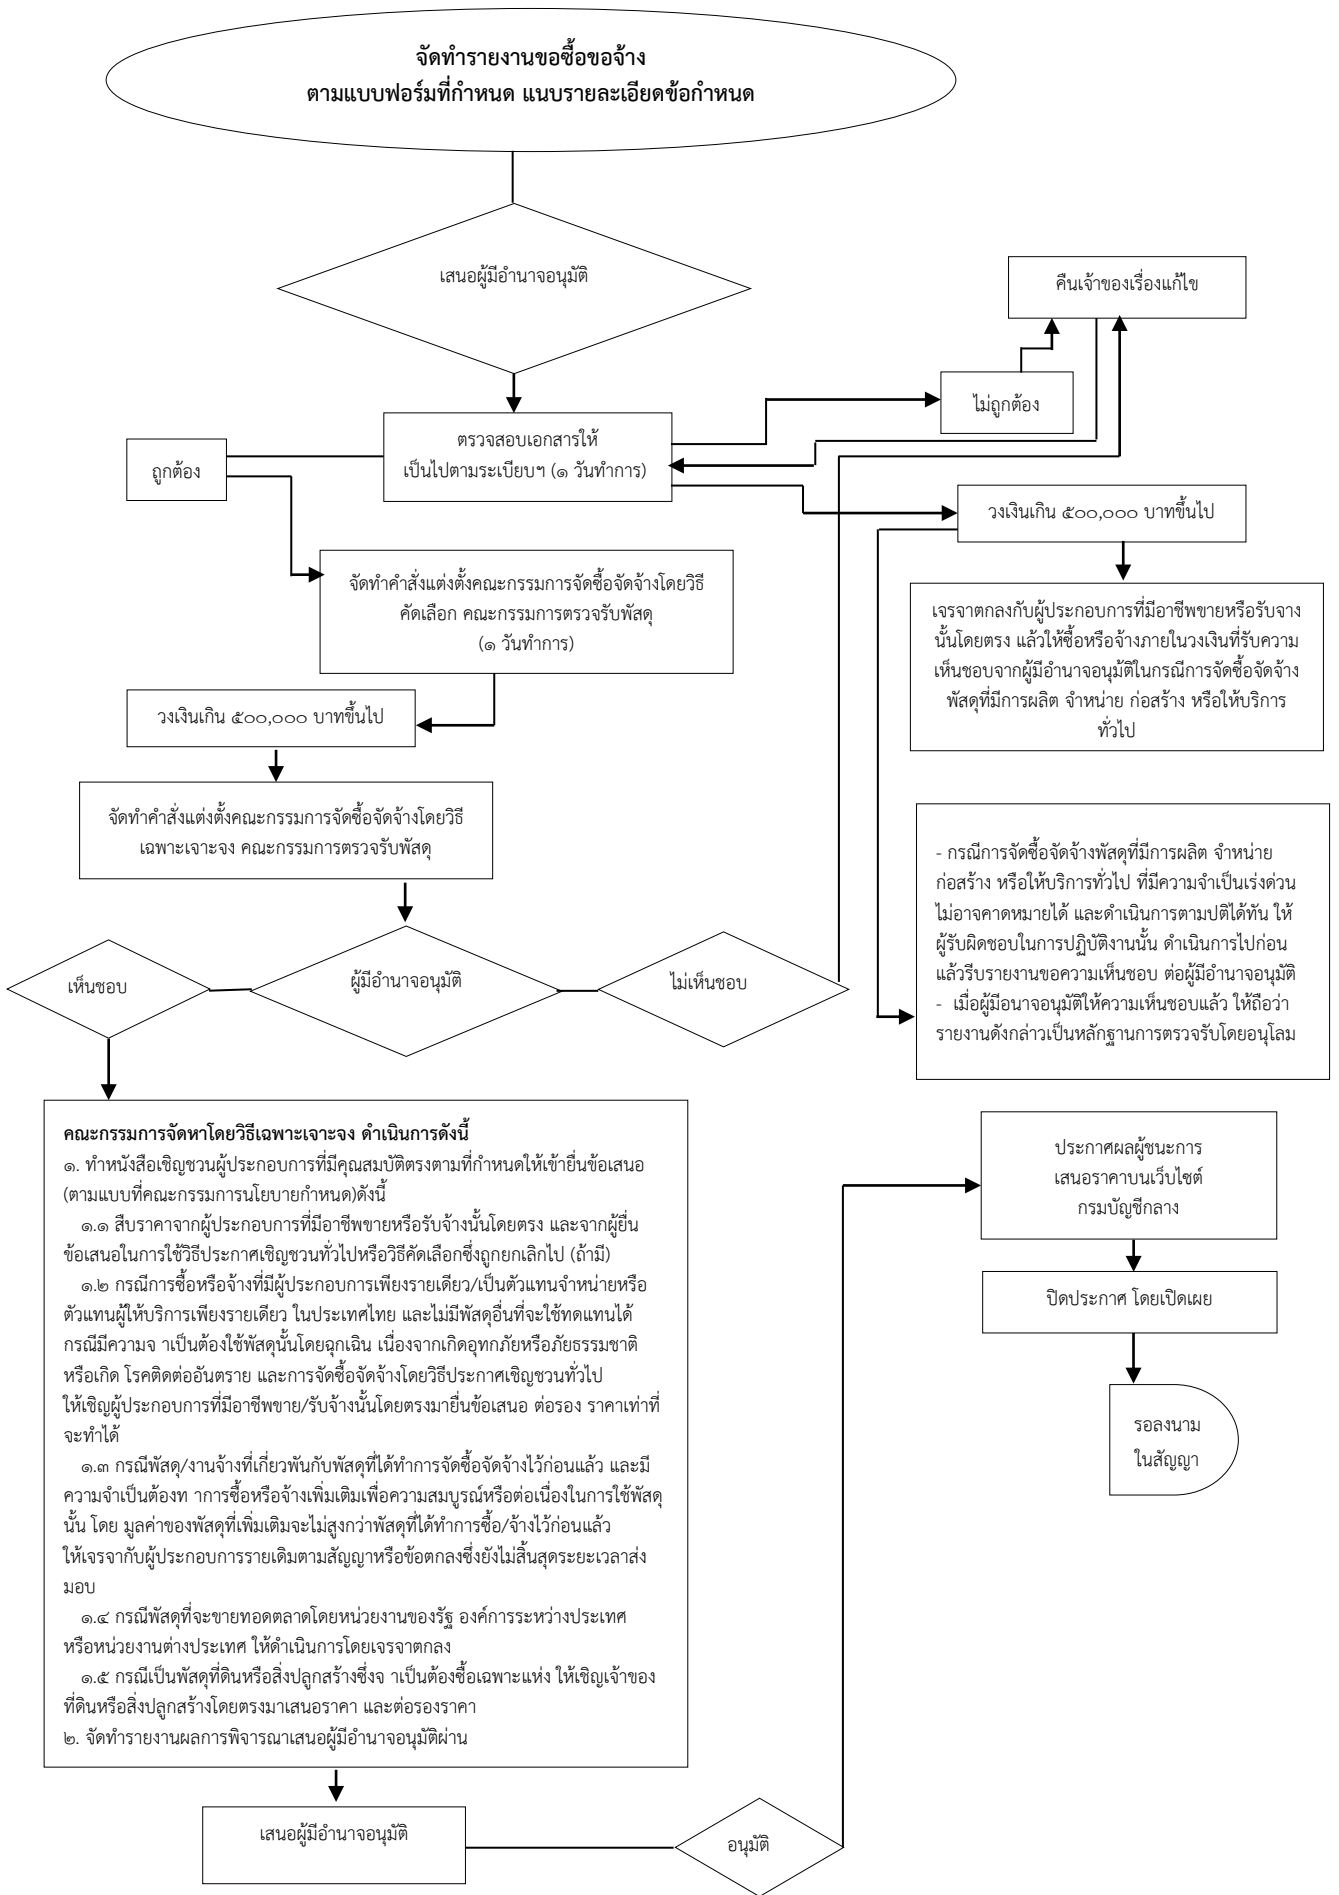 จัดทำรายงานขอซื้อขอจ้าง
ตามแบบฟอร์มที่กำหนด แนบรายละเอียดข้อกำหนด
เสนอผู้มีอำนาจอนุมัติ
คืนเจ้าของเรื่องแก้ไข
ไม่ถูกต้อง
ตรวจสอบเอกสารให้
เป็นไปตามระเบียบฯ (๑ วันทำการ)
ถูกต้อง
วงเงินเกิน ๕๐๐,๐๐๐ บาทขึ้นไป
จัดทำคำสั่งแต่งตั้งคณะกรรมการจัดซื้อจัดจ้างโดยวิธี
คัดเลือก คณะกรรมการตรวจรับพัสดุ
(๑ วันทำการ)
เจรจาตกลงกับผู้ประกอบการที่มีอาชีพขายหรือรับจาง
นั้นโดยตรง แล้วให้ซื้อหรือจ้างภายในวงเงินที่รับความ
เห็นชอบจากผู้มีอำนาจอนุมัติในกรณีการจัดซื้อจัดจ้าง
พัสดุที่มีการผลิต จำหน่าย ก่อสร้าง หรือให้บริการ
ทั่วไป
วงเงินเกิน ๕๐๐,๐๐๐ บาทขึ้นไป
จัดทำคำสั่งแต่งตั้งคณะกรรมการจัดซื้อจัดจ้างโดยวิธี
เฉพาะเจาะจง คณะกรรมการตรวจรับพัสดุ
- กรณีการจัดซื้อจัดจ้างพัสดุที่มีการผลิต จำหน่าย
ก่อสร้าง หรือให้บริการทั่วไป ที่มีความจำเป็นเร่งด่วน
ไม่อาจคาดหมายได้ และดำเนินการตามปติได้ทัน ให้
ผู้รับผิดชอบในการปฏิบัติงานนั้น ดำเนินการไปก่อน
แล้วรีบรายงานขอความเห็นชอบ ต่อผู้มีอำนาจอนุมัติ
- เมื่อผู้มีอนาจอนุมัติให้ความเห็นชอบแล้ว ให้ถือว่า
รายงานดังกล่าวเป็นหลักฐานการตรวจรับโดยอนุโลม
เห็นชอบ
ผู้มีอำนาจอนุมัติ
ไม่เห็นชอบ
คณะกรรมการจัดหาโดยวิธีเฉพาะเจาะจง ดำเนินการดังนี้
๑. ทำหนังสือเชิญชวนผู้ประกอบการที่มีคุณสมบัติตรงตามที่กำหนดให้เข้ายื่นข้อเสนอ
(ตามแบบที่คณะกรรมการนโยบายกำหนด)ดังนี้
๑.๑ สืบราคาจากผู้ประกอบการที่มีอาชีพขายหรือรับจ้างนั้นโดยตรง และจากผู้ยื่น
ข้อเสนอในการใช้วิธีประกาศเชิญชวนทั่วไปหรือวิธีคัดเลือกซึ่งถูกยกเลิกไป (ถ้ามี)
๑.๒ กรณีการซื้อหรือจ้างที่มีผู้ประกอบการเพียงรายเดียว/เป็นตัวแทนจำหน่ายหรือ
ตัวแทนผู้ให้บริการเพียงรายเดียว ในประเทศไทย และไม่มีพัสดุอื่นที่จะใช้ทดแทนได้
กรณีมีความจ าเป็นต้องใช้พัสดุนั้นโดยฉุกเฉิน เนื่องจากเกิดอุทกภัยหรือภัยธรรมชาติ
หรือเกิด โรคติดต่ออันตราย และการจัดซื้อจัดจ้างโดยวิธีประกาศเชิญชวนทั่วไป
ให้เชิญผู้ประกอบการที่มีอาชีพขาย/รับจ้างนั้นโดยตรงมายื่นข้อเสนอ ต่อรอง ราคาเท่าที่
จะทำได้
๑.๓ กรณีพัสดุ/งานจ้างที่เกี่ยวพันกับพัสดุที่ได้ทำการจัดซื้อจัดจ้างไว้ก่อนแล้ว และมี
ความจำเป็นต้องท าการซื้อหรือจ้างเพิ่มเติมเพื่อความสมบูรณ์หรือต่อเนื่องในการใช้พัสดุ
นั้น โดย มูลค่าของพัสดุที่เพิ่มเติมจะไม่สูงกว่าพัสดุที่ได้ทำการซื้อ/จ้างไว้ก่อนแล้ว
ให้เจรจากับผู้ประกอบการรายเดิมตามสัญญาหรือข้อตกลงซึ่งยังไม่สิ้นสุดระยะเวลาส่ง
มอบ
๑.๔ กรณีพัสดุที่จะขายทอดตลาดโดยหน่วยงานของรัฐ องค์การระหว่างประเทศ
หรือหน่วยงานต่างประเทศ ให้ดำเนินการโดยเจรจาตกลง
๑.๕ กรณีเป็นพัสดุที่ดินหรือสิ่งปลูกสร้างซึ่งจ าเป็นต้องซื้อเฉพาะแห่ง ให้เชิญเจ้าของ
ที่ดินหรือสิ่งปลูกสร้างโดยตรงมาเสนอราคา และต่อรองราคา
๒. จัดทำรายงานผลการพิจารณาเสนอผู้มีอำนาจอนุมัติผ่าน
ประกาศผลผู้ชนะการ
เสนอราคาบนเว็บไซต์
กรมบัญชีกลาง
ปิดประกาศ โดยเปิดเผย
รอลงนาม
ในสัญญา
เสนอผู้มีอำนาจอนุมัติ
อนุมัติ